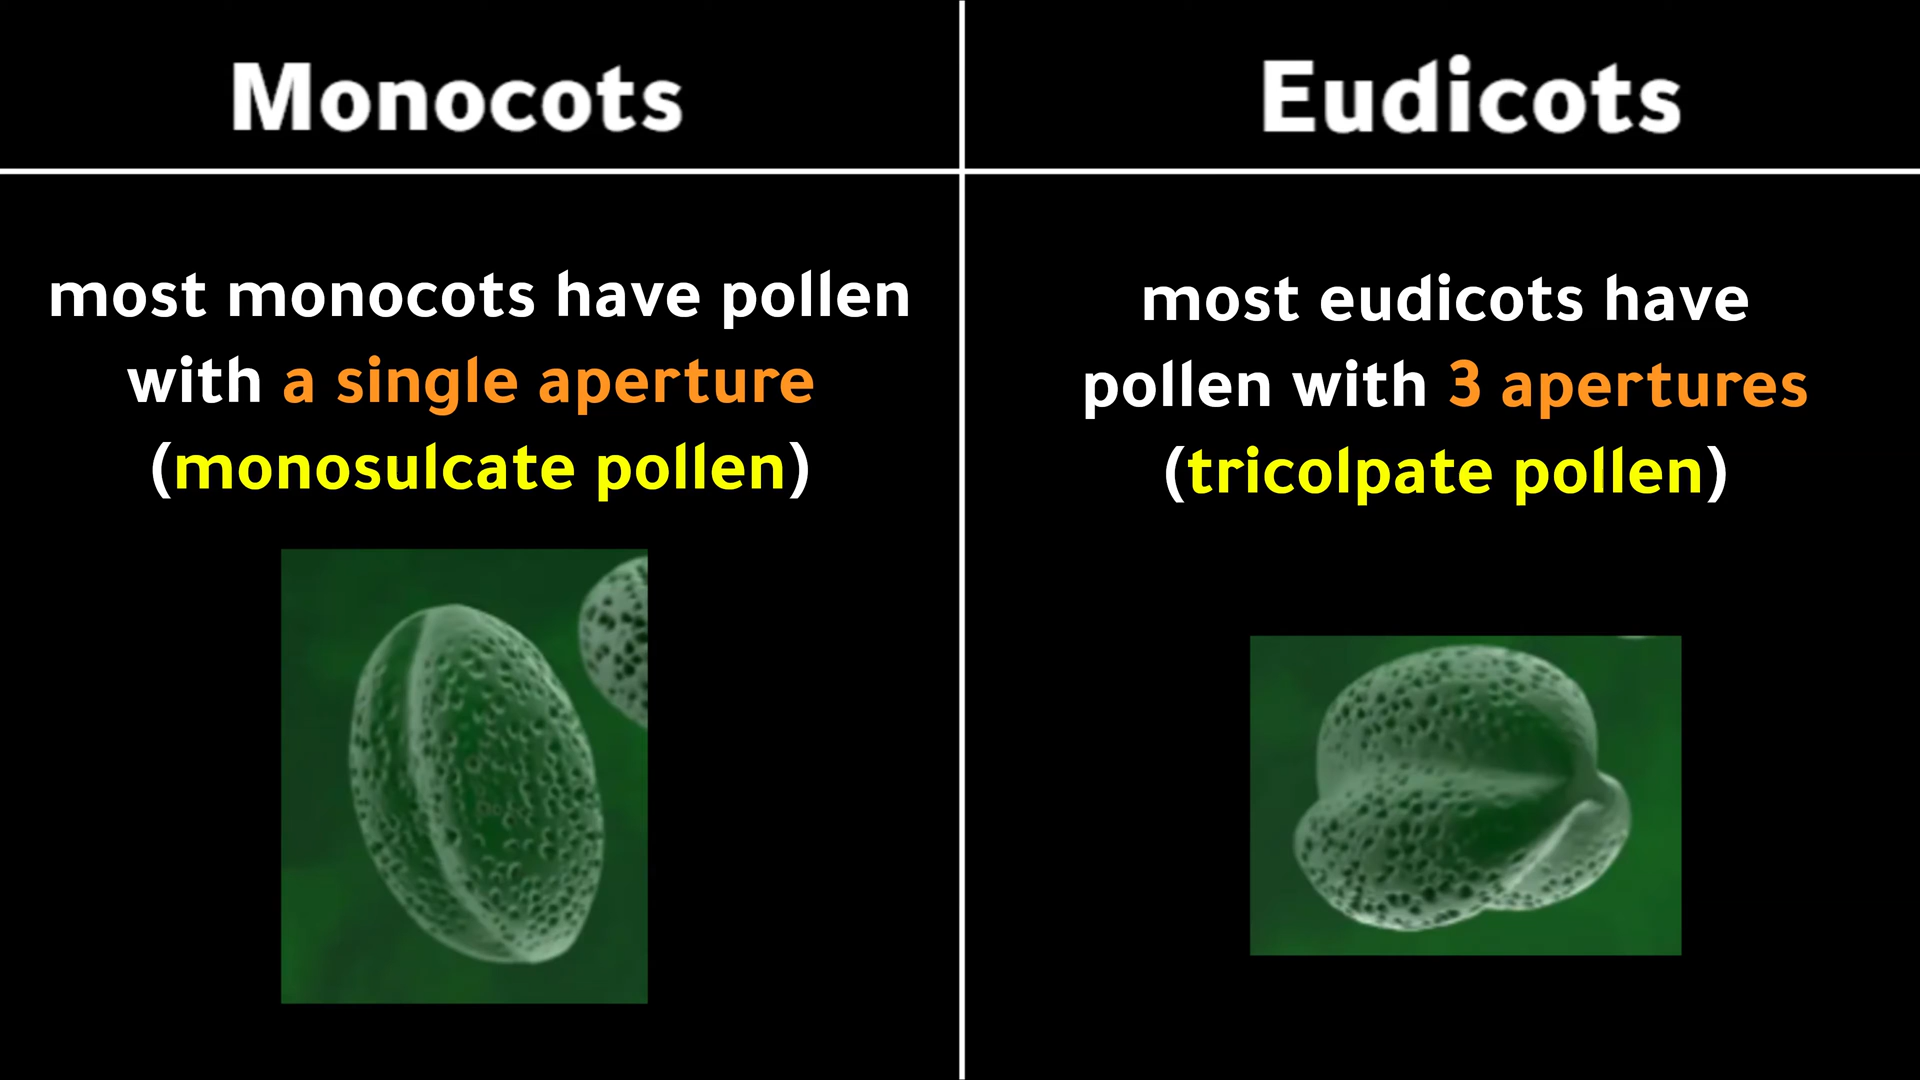 Monocots
Eudicots
most monocots have pollen
with a single aperture
(monosulcate pollen)
most eudicots have
pollen with 3 apertures
(tricolpate pollen)